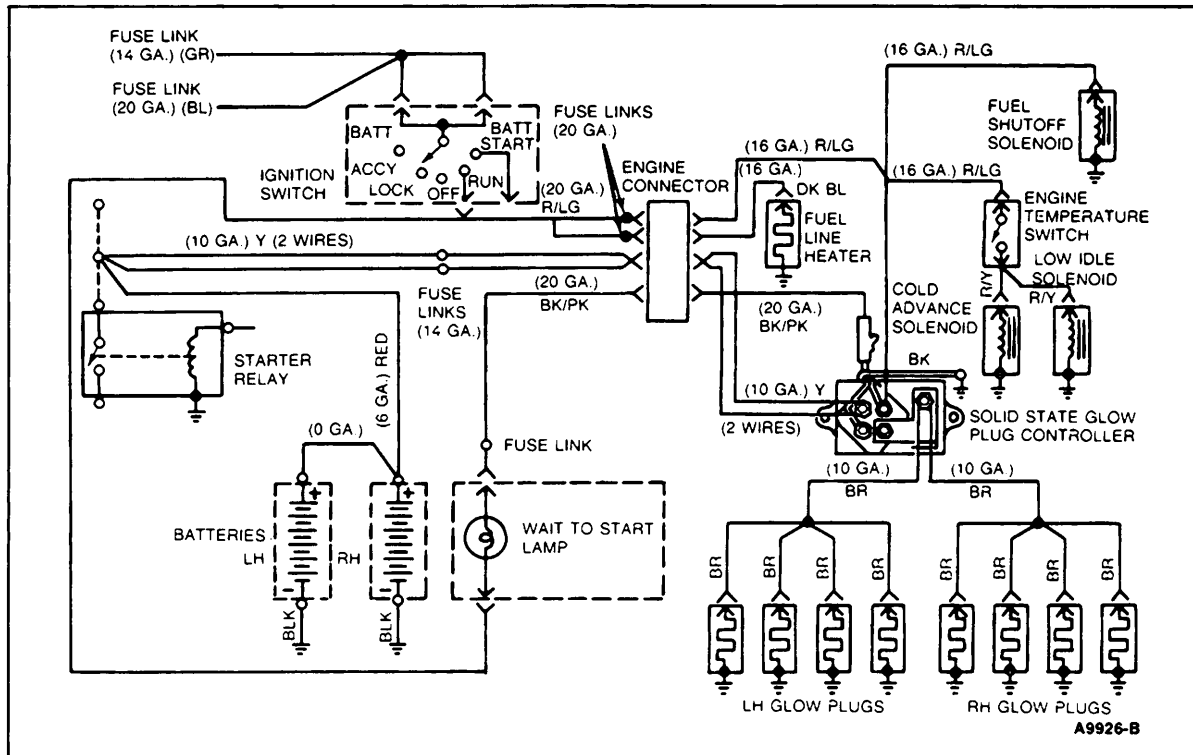 FUSE LINK
(14 GA.) (GR)
FUSE LINK
(20 GA.) (BL)
BATT
BATT
START
ACCY
LOCK
OFF
RUN
IGNITION
SWITCH
FUSE LINKS
(20 GA.)
ENGINE
CONNECTOR
(20 GA.)
R/LG
(16 GA.) R/LG
FUEL
SHUTOFF
SOLENOID
(16 GA.) R/LG
(16 GA.)
DK BL
(16 GA.) R/LG
FUEL
LINE
HEATER
ENGINE
TEMPERATURE
SWITCH
LOW IDLE
SOLENOID
R/Y
R/Y
COLD
ADVANCE
SOLENOID
(10 GA.) Y (2 WIRES)
FUSE
LINKS
(14 GA.)
(20 GA.)
BK/PK
(20 GA.)
BK/PK
BK
STARTER
RELAY
(6 GA.) RED
(10 GA.) Y
(2 WIRES)
SOLID STATE GLOW
PLUG CONTROLLER
(0 GA.)
FUSE LINK
(10 GA.)
BR
(10 GA.)
BR
BATTERIES
LH
RH
+
+
-
-
BLK
BLK
WAIT TO START
LAMP
BR
BR
BR
BR
BR
BR
BR
BR
LH GLOW PLUGS
RH GLOW PLUGS
A9926-B